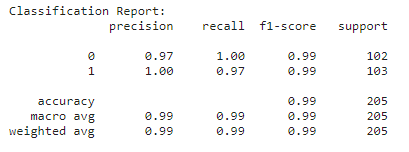 Classification Report:
precision recall f1-score support
0 0.97 1.00 0.99 102
1 1.00 0.97 0.99 103
accuracy 0.99 205
macro avg 0.99 0.99 0.99 205
weighted avg 0.99 0.99 0.99 205